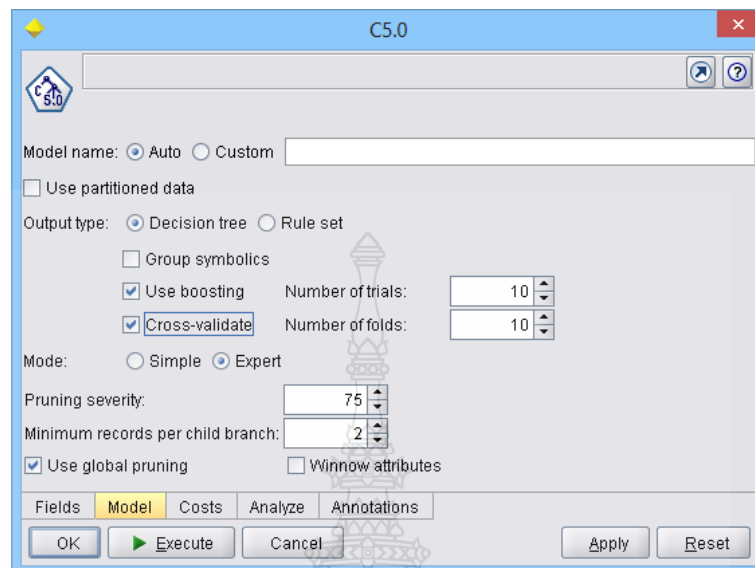 C5.0
C5.0
Model name: Auto Custom
Use partitioned data
Output type: Decision tree Rule set
Group symbolics
Use boosting Number of trials: 10
Cross-validate Number of folds: 10
Mode: Simple Expert
Pruning severity: 75
Minimum records per child branch: 2
Use global pruning Winnow attributes
Fields Model Costs Analyze Annotations
OK Execute Cancel Apply Reset